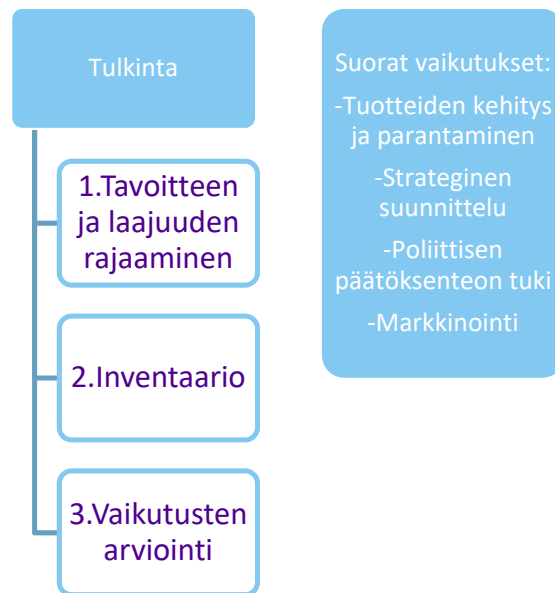 Tulkinta
1.Tavoitteen
ja laajuuden
rajaaminen
2.Inventaario
3.Vaikutusten
arviointi
Suorat vaikutukset:
-Tuotteiden kehitys
ja parantaminen
-Strateginen
suunnittelu
-Poliittisen
päätöksenteon tuki
-Markkinointi